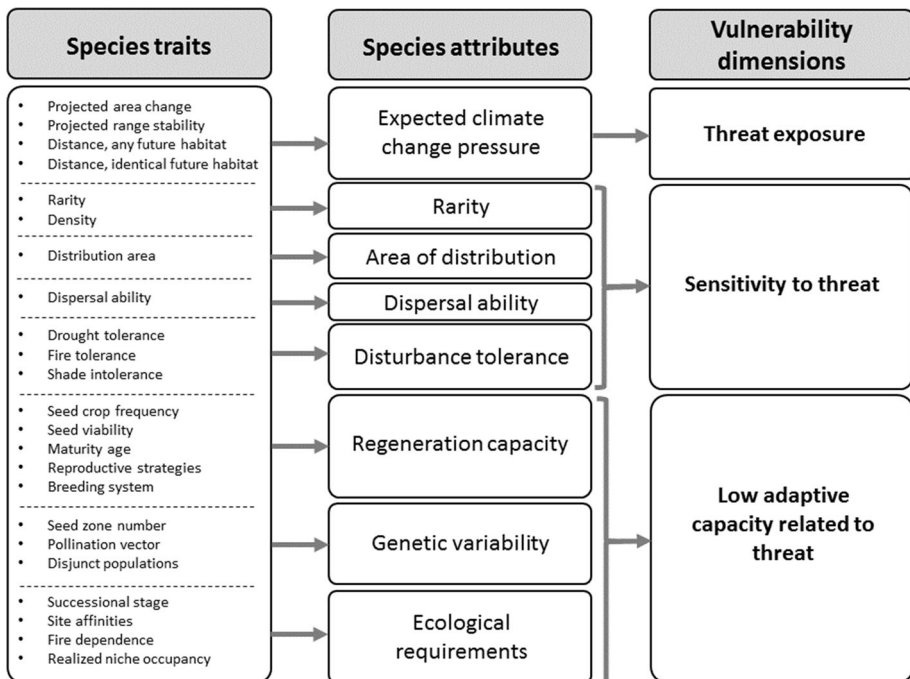 Species traits
Species attributes
Vulnerability
dimensions
• Projected area change
• Projected range stability
• Distance, any future habitat
• Distance, identical future habitat
Expected climate
change pressure
Threat exposure
• Rarity
• Density
Rarity
• Distribution area
Area of distribution
• Dispersal ability
Dispersal ability
• Drought tolerance
• Fire tolerance
• Shade intolerance
Disturbance tolerance
Sensitivity to threat
• Seed crop frequency
• Seed viability
• Maturity age
• Reproductive strategies
• Breeding system
Regeneration capacity
• Seed zone number
• Pollination vector
• Disjunct populations
Genetic variability
• Successional stage
• Site affinities
• Fire dependence
• Realized niche occupancy
Ecological
requirements
Low adaptive
capacity related to
threat